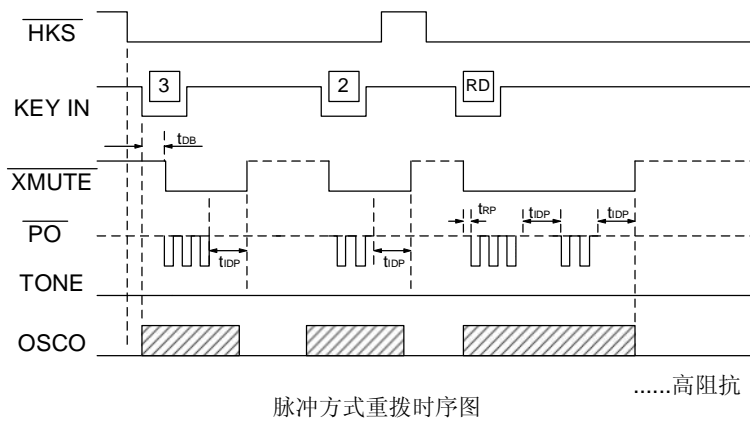 HKS
3 2 RD
KEY IN
tDB
XMUTE
tRP tIDP tIDP
PO
tIDP tIDP
TONE
OSCO
......高阻抗
脉冲方式重拨时序图